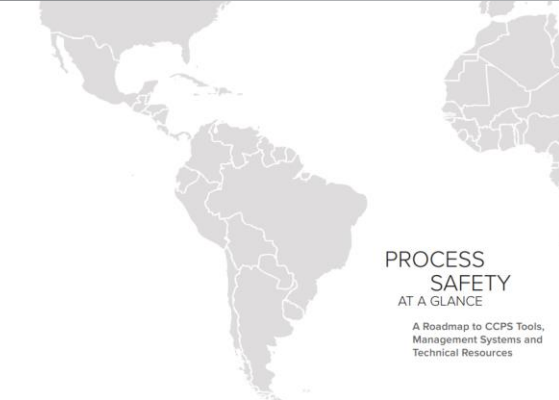 PROCESS
SAFETY
AT A GLANCE
A Roadmap to CCPS Tools,
Management Systems and
Technical Resources